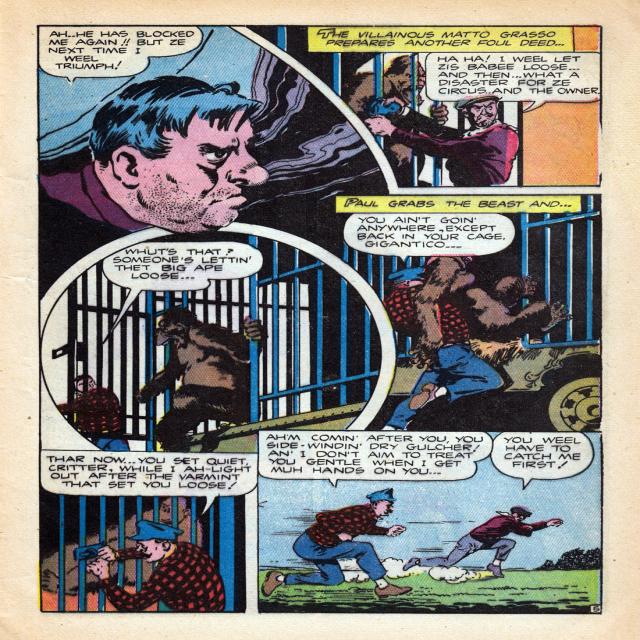 AH..HE HAS BLOCKED
ME AGAIN!! BUT ZE
NEXT TIME I
WEEL
TRIUMPH!
THE VILLAINOUS MATTO GRASSO
PREPARES ANOTHER FOUL DEED...
HA HA! I WEEL LET
ZIS BABEE LOOSE...
AND THEN...WHAT A
DISASTER FOR ZE
CIRCUS..AND THE OWNER.
WHUT'S THAT?
SOMEONE'S LETTIN'
THET BIG APE
LOOSE...
PAUL GRABS THE BEAST AND...
YOU AIN'T GOIN'
ANYWHERE, EXCEPT
BACK IN YOUR CAGE,
GIGANTICO...
THAR NOW...YOU SET QUIET,
CRITTER, WHILE I AH-LIGHT
OUT AFTER THE VARMINT
THAT SET YOU LOOSE!
AH'M COMIN' AFTER YOU, YOU
SIDE-WINDIN' DRY GULCHER!
AN' I DON'T AIM TO TREAT
YOU GENTLE WHEN I GET
MUH HANDS ON YOU...
YOU WEEL
HAVE TO
CATCH ME
FIRST!